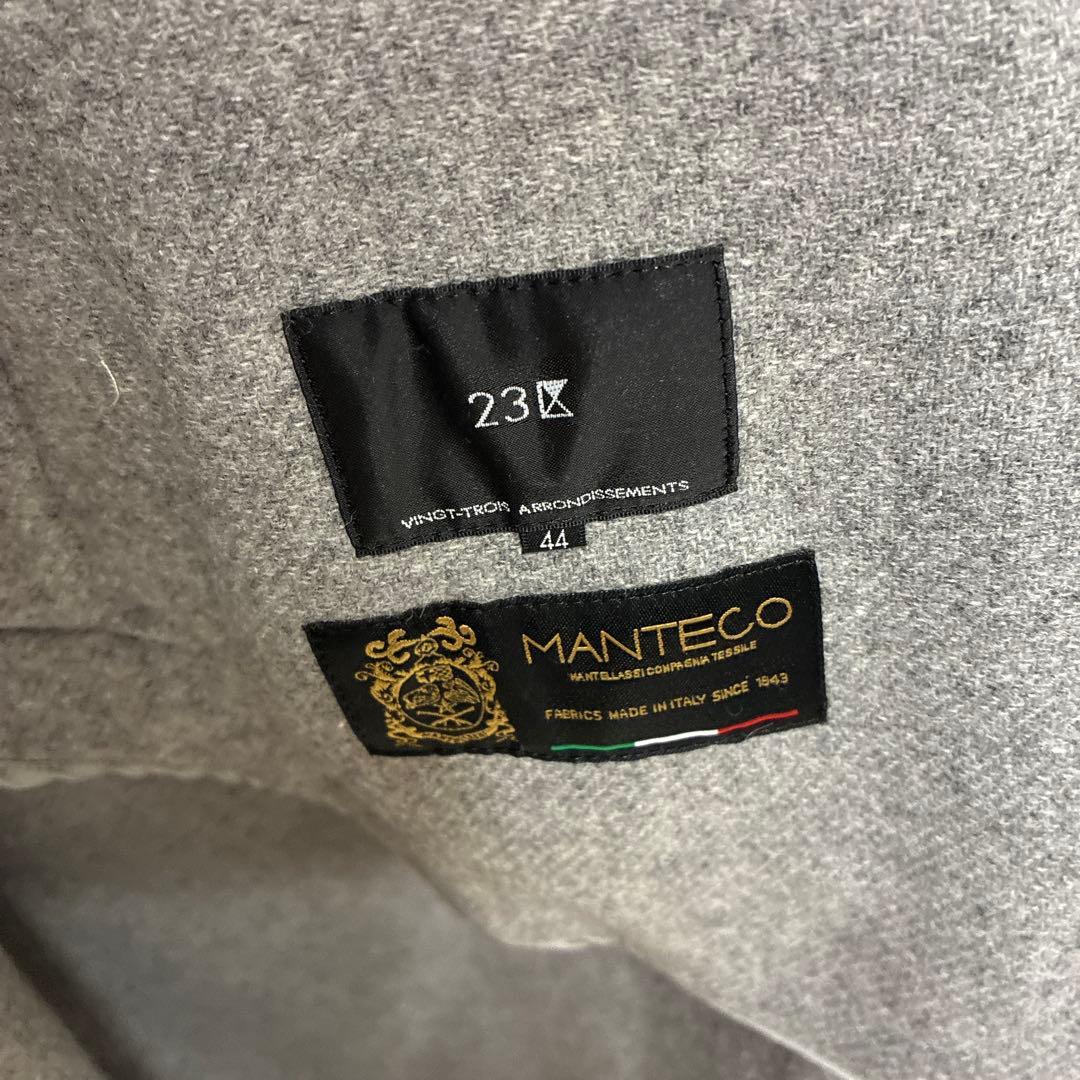 23区
VINGT-TROIS ARRONDISSEMENTS
44
MANTECO
MANTELLASSI COMPAGNIA TESSILE
FABRICS MADE IN ITALY SINCE 1943